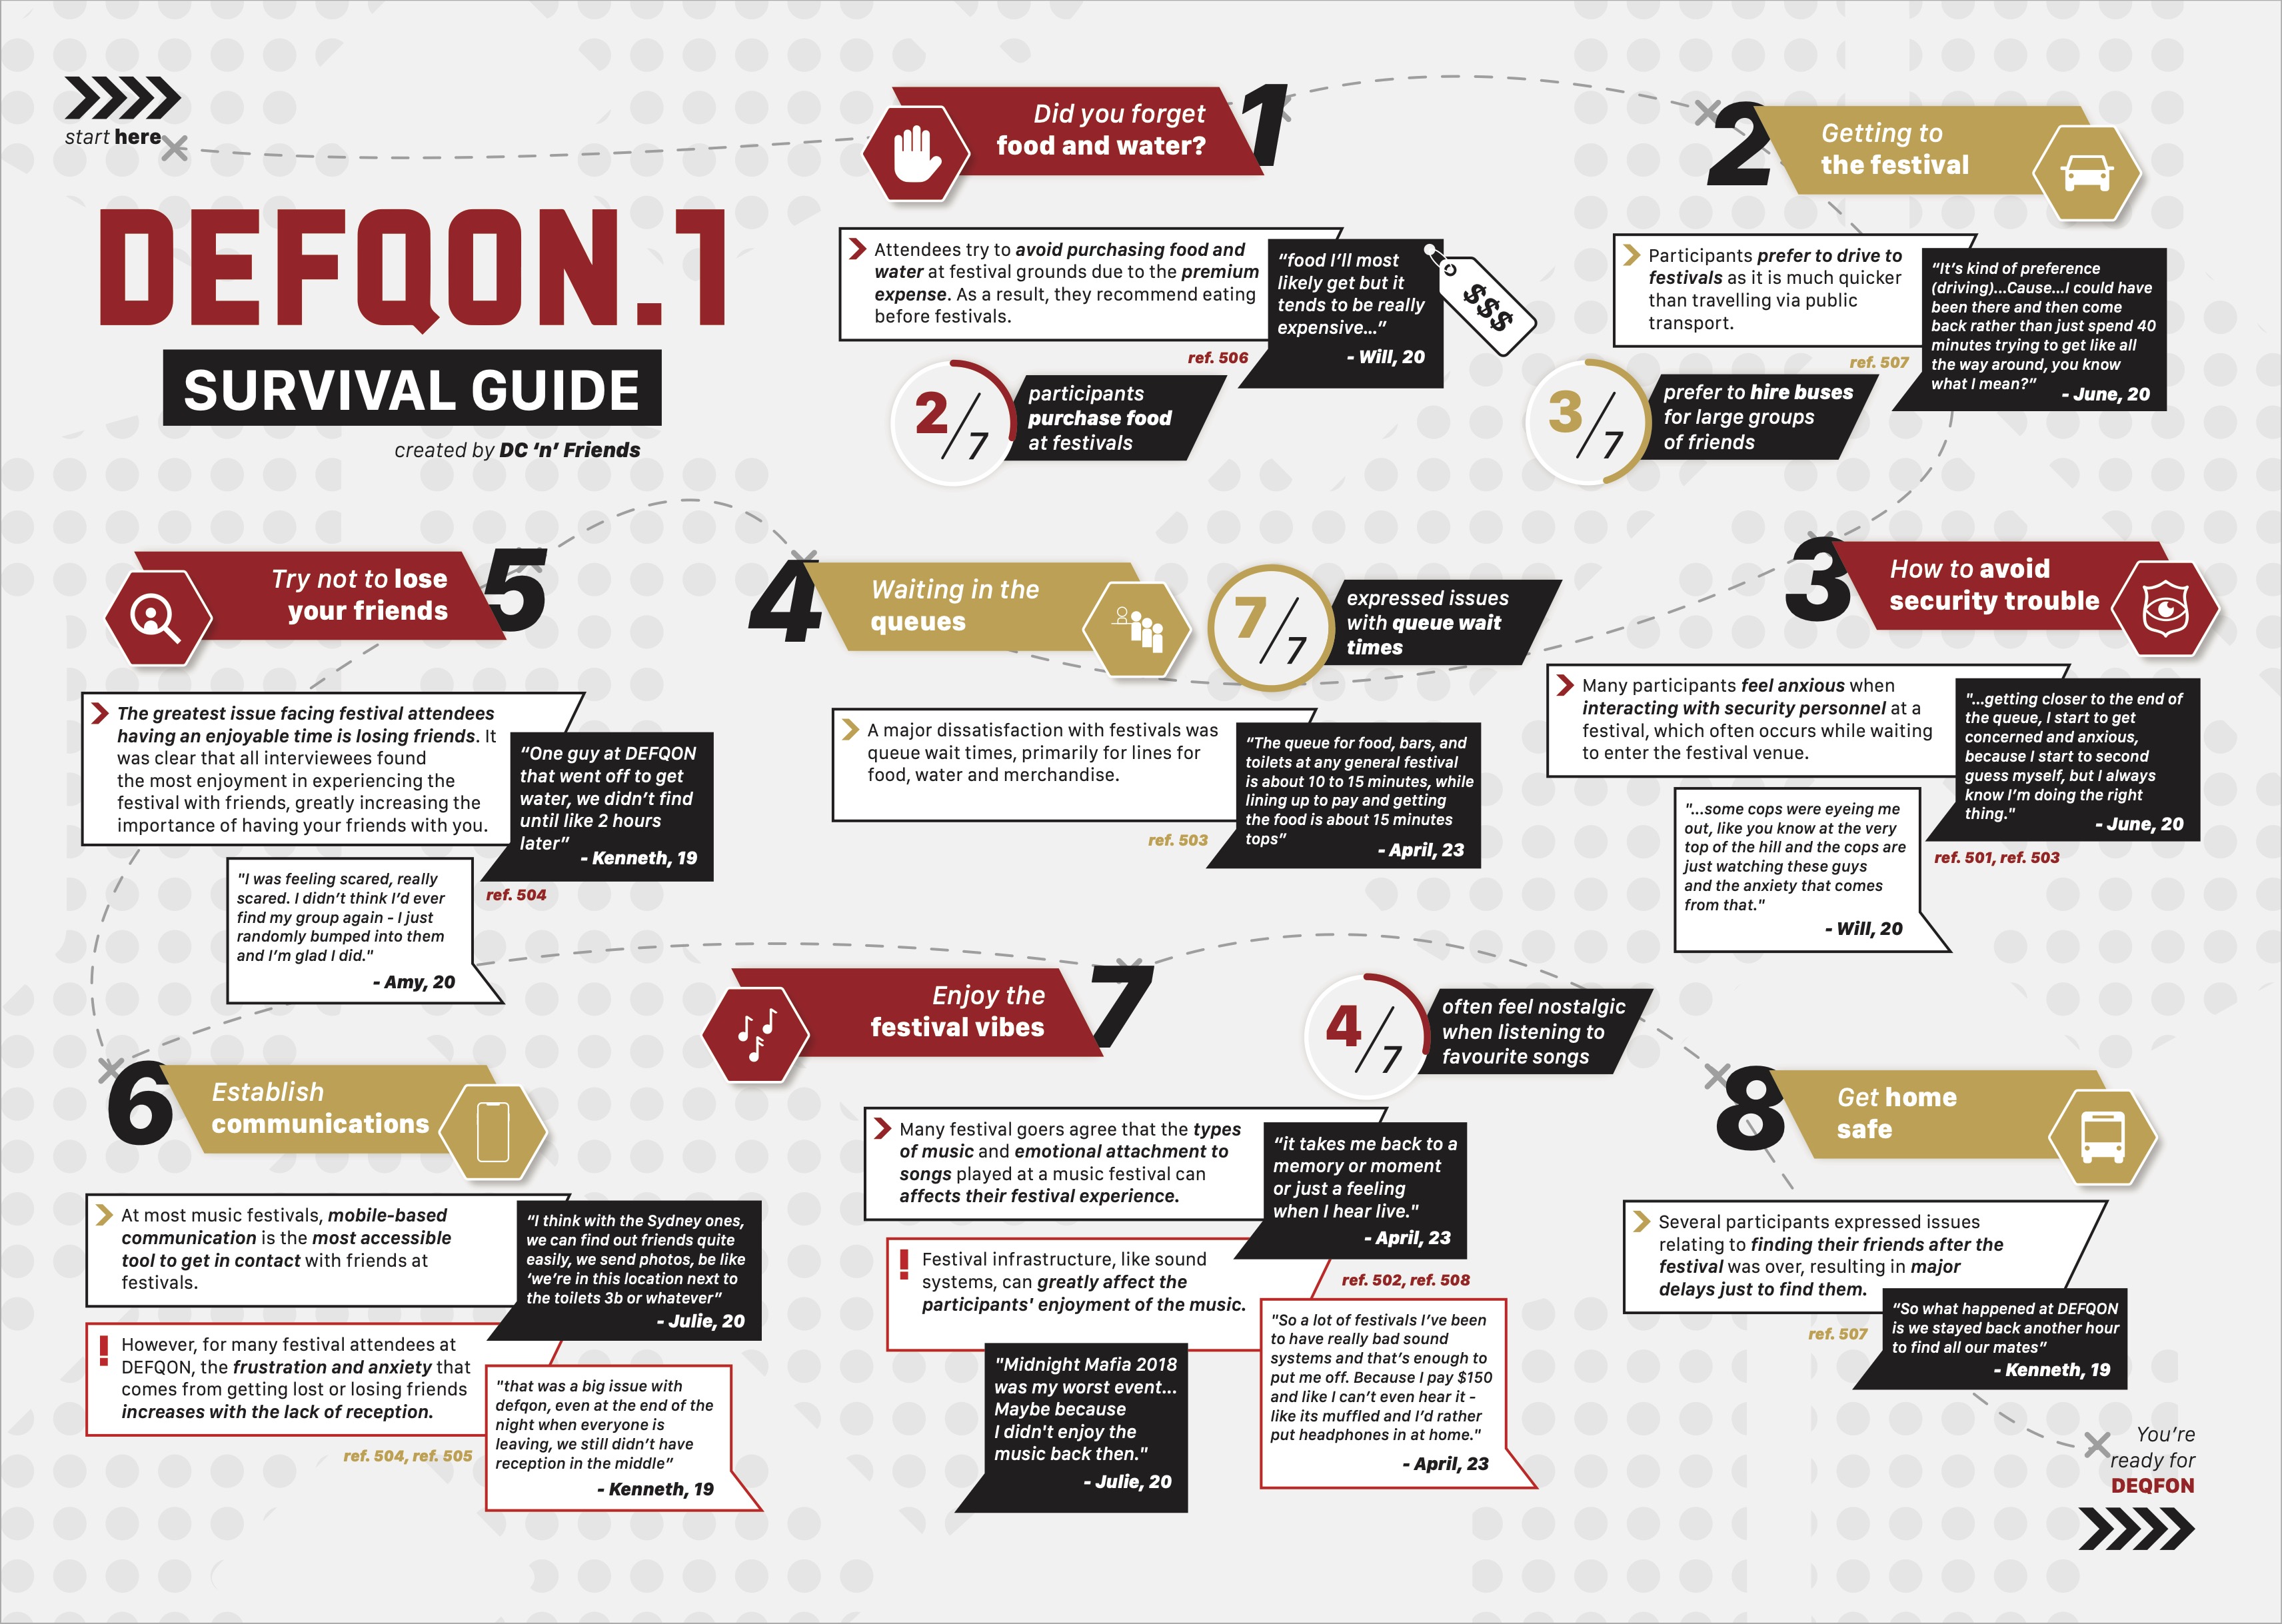 start here
DEFQON.1
SURVIVAL GUIDE
created by DC ‘n’ Friends
Did you forget
food and water?
1
Attendees try to avoid purchasing food and
water at festival grounds due to the premium
expense. As a result, they recommend eating
before festivals.
“food I’ll most
likely get but it
tends to be really
expensive...”
- Will, 20
$$$
ref. 506
2/7
participants
purchase food
at festivals
2
Getting to
the festival
Participants prefer to drive to
festivals as it is much quicker
than travelling via public
transport.
“It’s kind of preference
(driving)...Cause...I could have
been there and then come
back rather than just spend 40
minutes trying to get like all
the way around, you know
what I mean?”
- June, 20
ref. 507
3/7
prefer to hire buses
for large groups
of friends
3
How to avoid
security trouble
Many participants feel anxious when
interacting with security personnel at a
festival, which often occurs while waiting
to enter the festival venue.
"...getting closer to the end of
the queue, I start to get
concerned and anxious,
because I start to second
guess myself, but I always
know I’m doing the right
thing."
- June, 20
"...some cops were eyeing me
out, like you know at the very
top of the hill and the cops are
just watching these guys
and the anxiety that comes
from that."
- Will, 20
ref. 501, ref. 503
4
Waiting in the
queues
7/7
expressed issues
with queue wait
times
A major dissatisfaction with festivals was
queue wait times, primarily for lines for
food, water and merchandise.
“The queue for food, bars, and
toilets at any general festival
is about 10 to 15 minutes, while
lining up to pay and getting
the food is about 15 minutes
tops”
- April, 23
ref. 503
Try not to lose
your friends
5
The greatest issue facing festival attendees
having an enjoyable time is losing friends. It
was clear that all interviewees found
the most enjoyment in experiencing the
festival with friends, greatly increasing the
importance of having your friends with you.
“One guy at DEFQON
that went off to get
water, we didn’t find
until like 2 hours
later”
- Kenneth, 19
"I was feeling scared, really
scared. I didn’t think I’d ever
find my group again - I just
randomly bumped into them
and I’m glad I did."
- Amy, 20
ref. 504
6
Establish
communications
At most music festivals, mobile-based
communication is the most accessible
tool to get in contact with friends at
festivals.
“I think with the Sydney ones,
we can find out friends quite
easily, we send photos, be like
‘we’re in this location next to
the toilets 3b or whatever”
- Julie, 20
! However, for many festival attendees at
DEFQON, the frustration and anxiety that
comes from getting lost or losing friends
increases with the lack of reception.
"that was a big issue with
defqon, even at the end of the
night when everyone is
leaving, we still didn’t have
reception in the middle”
- Kenneth, 19
ref. 504, ref. 505
Enjoy the
festival vibes
7
4/7
often feel nostalgic
when listening to
favourite songs
Many festival goers agree that the types
of music and emotional attachment to
songs played at a music festival can
affects their festival experience.
“it takes me back to a
memory or moment
or just a feeling
when I hear live."
- April, 23
! Festival infrastructure, like sound
systems, can greatly affect the
participants' enjoyment of the music.
ref. 502, ref. 508
"Midnight Mafia 2018
was my worst event...
Maybe because
I didn't enjoy the
music back then."
- Julie, 20
"So a lot of festivals I’ve been
to have really bad sound
systems and that’s enough to
put me off. Because I pay $150
and like I can’t even hear it -
like its muffled and I’d rather
put headphones in at home."
- April, 23
8
Get home
safe
Several participants expressed issues
relating to finding their friends after the
festival was over, resulting in major
delays just to find them.
“So what happened at DEFQON
is we stayed back another hour
to find all our mates”
- Kenneth, 19
ref. 507
You’re
ready for
DEQFON